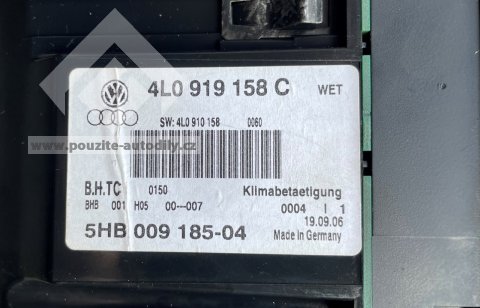 4L0 919 158 C WET
SW: 4L0 910 158 0060
www.pouzite-autodily.cz
B.H.TC 0150 Klimabetaetigung
BHB 001 H05 00---007 0004 I 1
19.09.06
5HB 009 185-04 Made in Germany